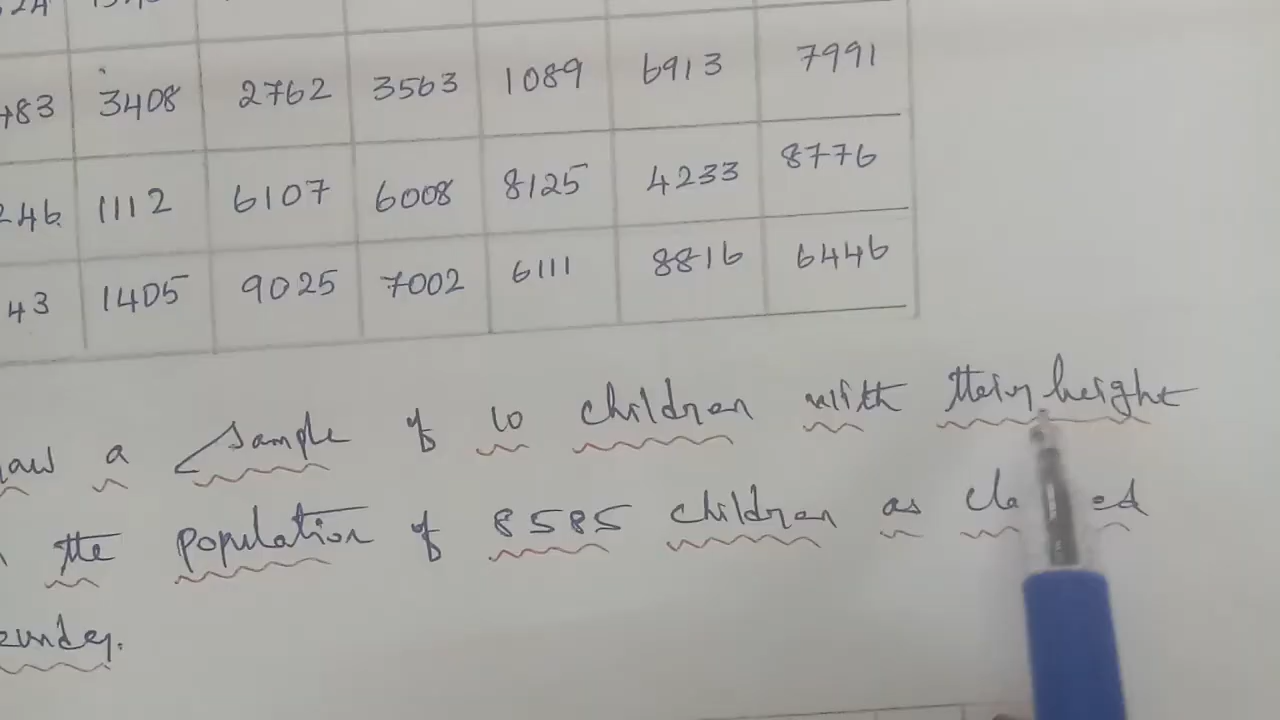 3408 2762 3563 1089 6913 7991
246 1112 6107 6008 8125 4233 8776
43 1405 9025 7002 6111 8816 6446
a sample of 10 children with their height
the population of 8585 children as
under.